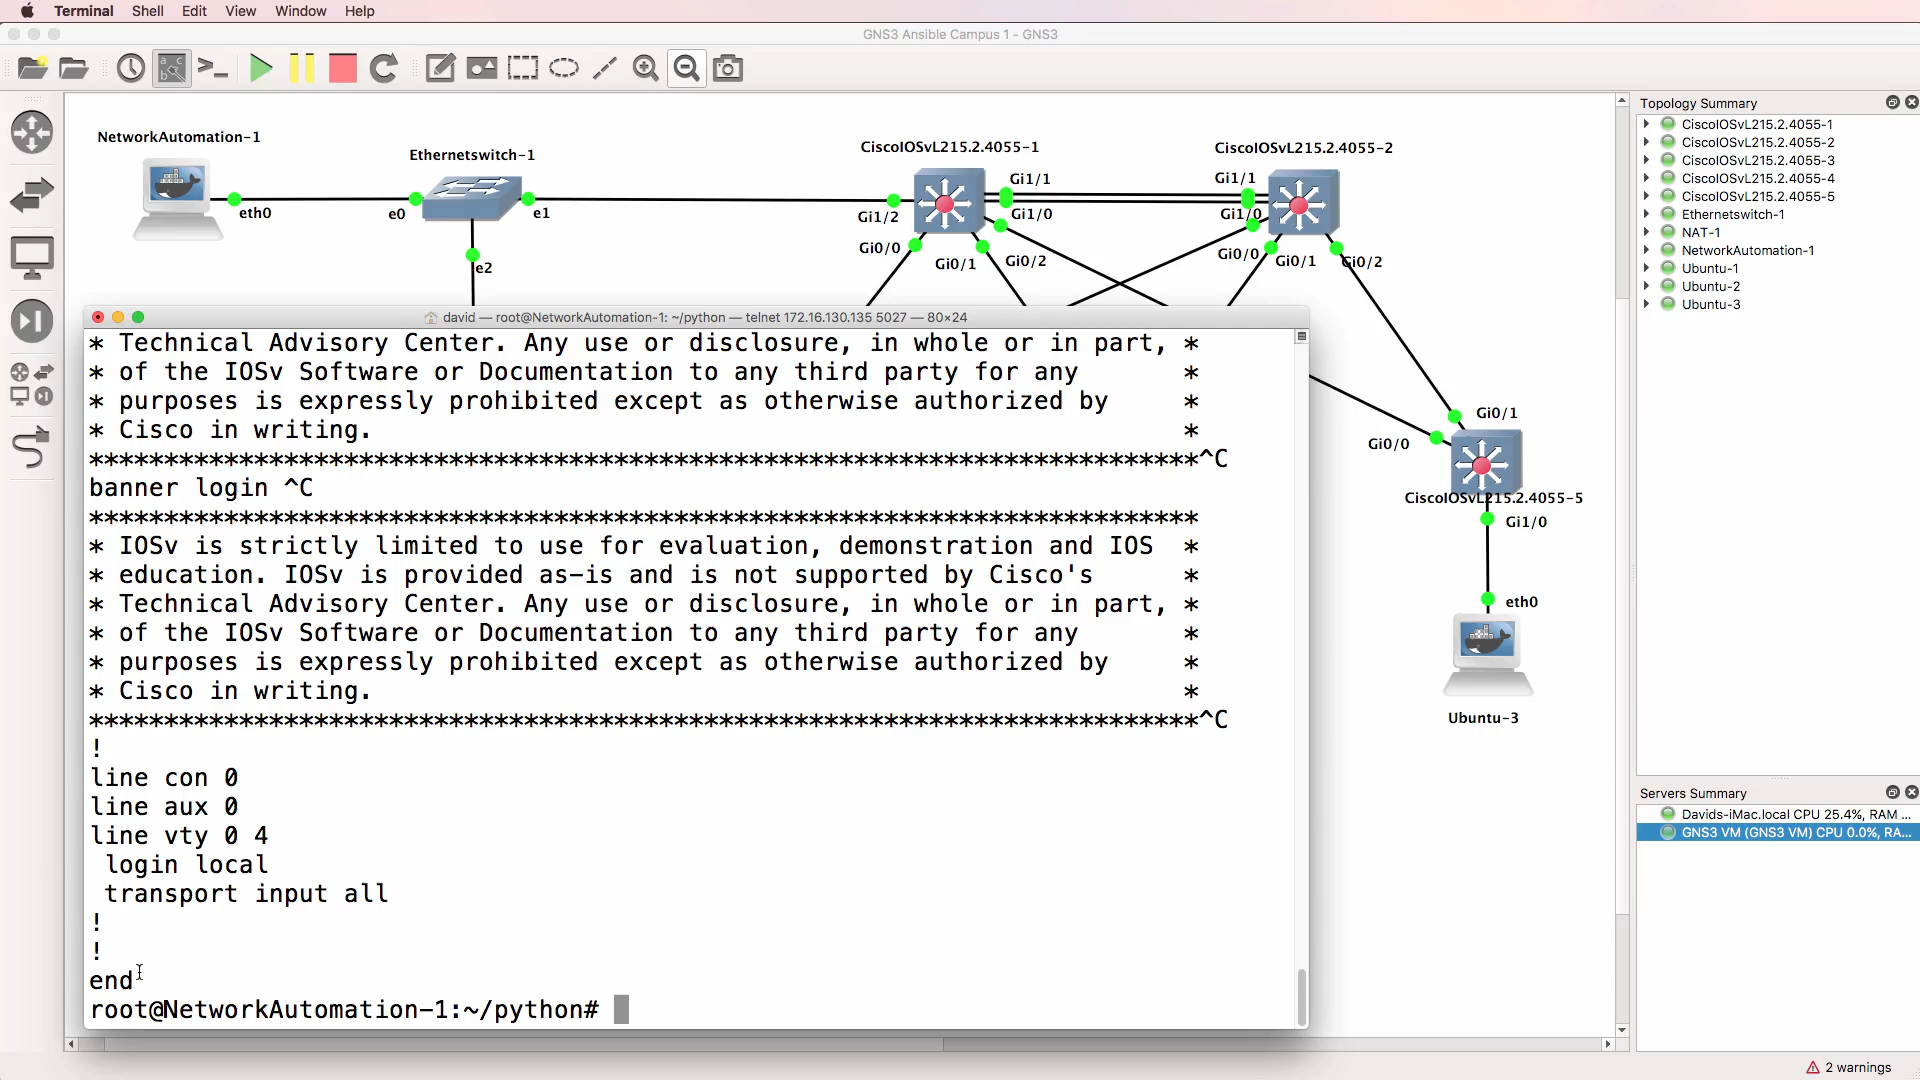 Terminal Shell Edit View Window Help
GNS3 Ansible Campus 1 - GNS3
NetworkAutomation-1
eth0
e0
Ethernetswitch-1
e1
e2
CiscoIOSvL215.2.4055-1
Gi1/1
Gi1/2
Gi1/0
Gi0/0
Gi0/1
Gi0/2
CiscoIOSvL215.2.4055-2
Gi1/1
Gi1/0
Gi0/0
Gi0/1
Gi0/2
Gi0/1
Gi0/0
CiscoIOSvL215.2.4055-5
Gi1/0
eth0
Ubuntu-3
david — root@NetworkAutomation-1: ~/python — telnet 172.16.130.135 5027 — 80×24
* Technical Advisory Center. Any use or disclosure, in whole or in part, *
* of the IOSv Software or Documentation to any third party for any *
* purposes is expressly prohibited except as otherwise authorized by *
* Cisco in writing. *
**************************************************************************^C
banner login ^C
**************************************************************************
* IOSv is strictly limited to use for evaluation, demonstration and IOS *
* education. IOSv is provided as-is and is not supported by Cisco's *
* Technical Advisory Center. Any use or disclosure, in whole or in part, *
* of the IOSv Software or Documentation to any third party for any *
* purposes is expressly prohibited except as otherwise authorized by *
* Cisco in writing. *
**************************************************************************^C
!
line con 0
line aux 0
line vty 0 4
login local
transport input all
!
!
end
root@NetworkAutomation-1:~/python#
Topology Summary
CiscoIOSvL215.2.4055-1
CiscoIOSvL215.2.4055-2
CiscoIOSvL215.2.4055-3
CiscoIOSvL215.2.4055-4
CiscoIOSvL215.2.4055-5
Ethernetswitch-1
NAT-1
NetworkAutomation-1
Ubuntu-1
Ubuntu-2
Ubuntu-3
Servers Summary
Davids-iMac.local CPU 25.4%, RAM ...
GNS3 VM (GNS3 VM) CPU 0.0%, RA...
2 warnings